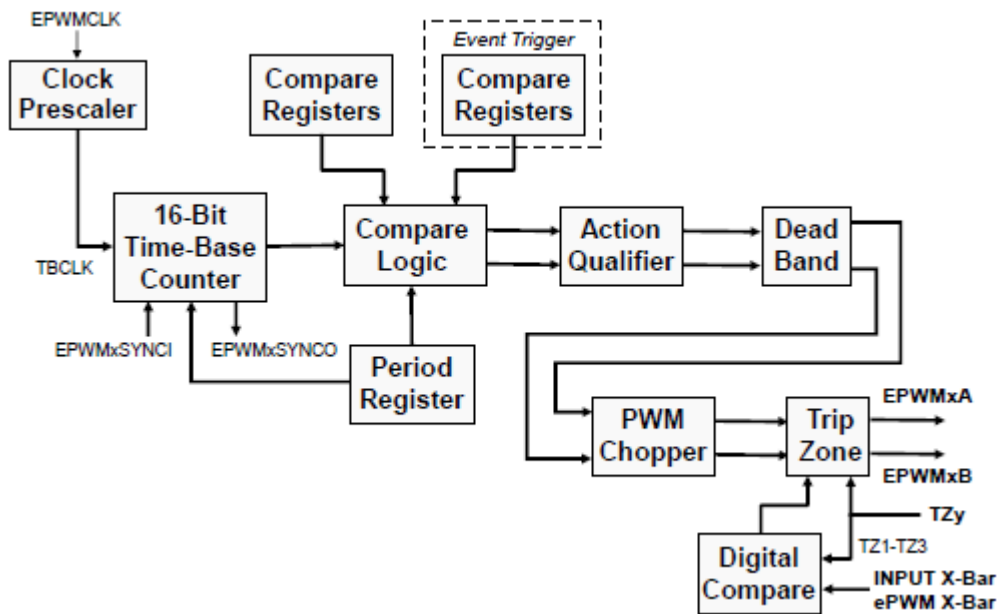 EPWMCLK
Clock
Prescaler
Event Trigger
Compare
Registers
Compare
Registers
16-Bit
Time-Base
Counter
Compare
Logic
Action
Qualifier
Dead
Band
TBCLK
EPWMxSYNCI
EPWMxSYNCO
Period
Register
PWM
Chopper
Trip
Zone
EPWMxA
EPWMxB
TZy
TZ1-TZ3
Digital
Compare
INPUT X-Bar
ePWM X-Bar